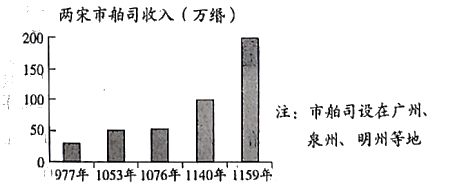 两宋市舶司收入（万缗）
200
150
100
50
0
977年 1053年 1076年 1140年 1159年
注：市舶司设在广州、
泉州、明州等地